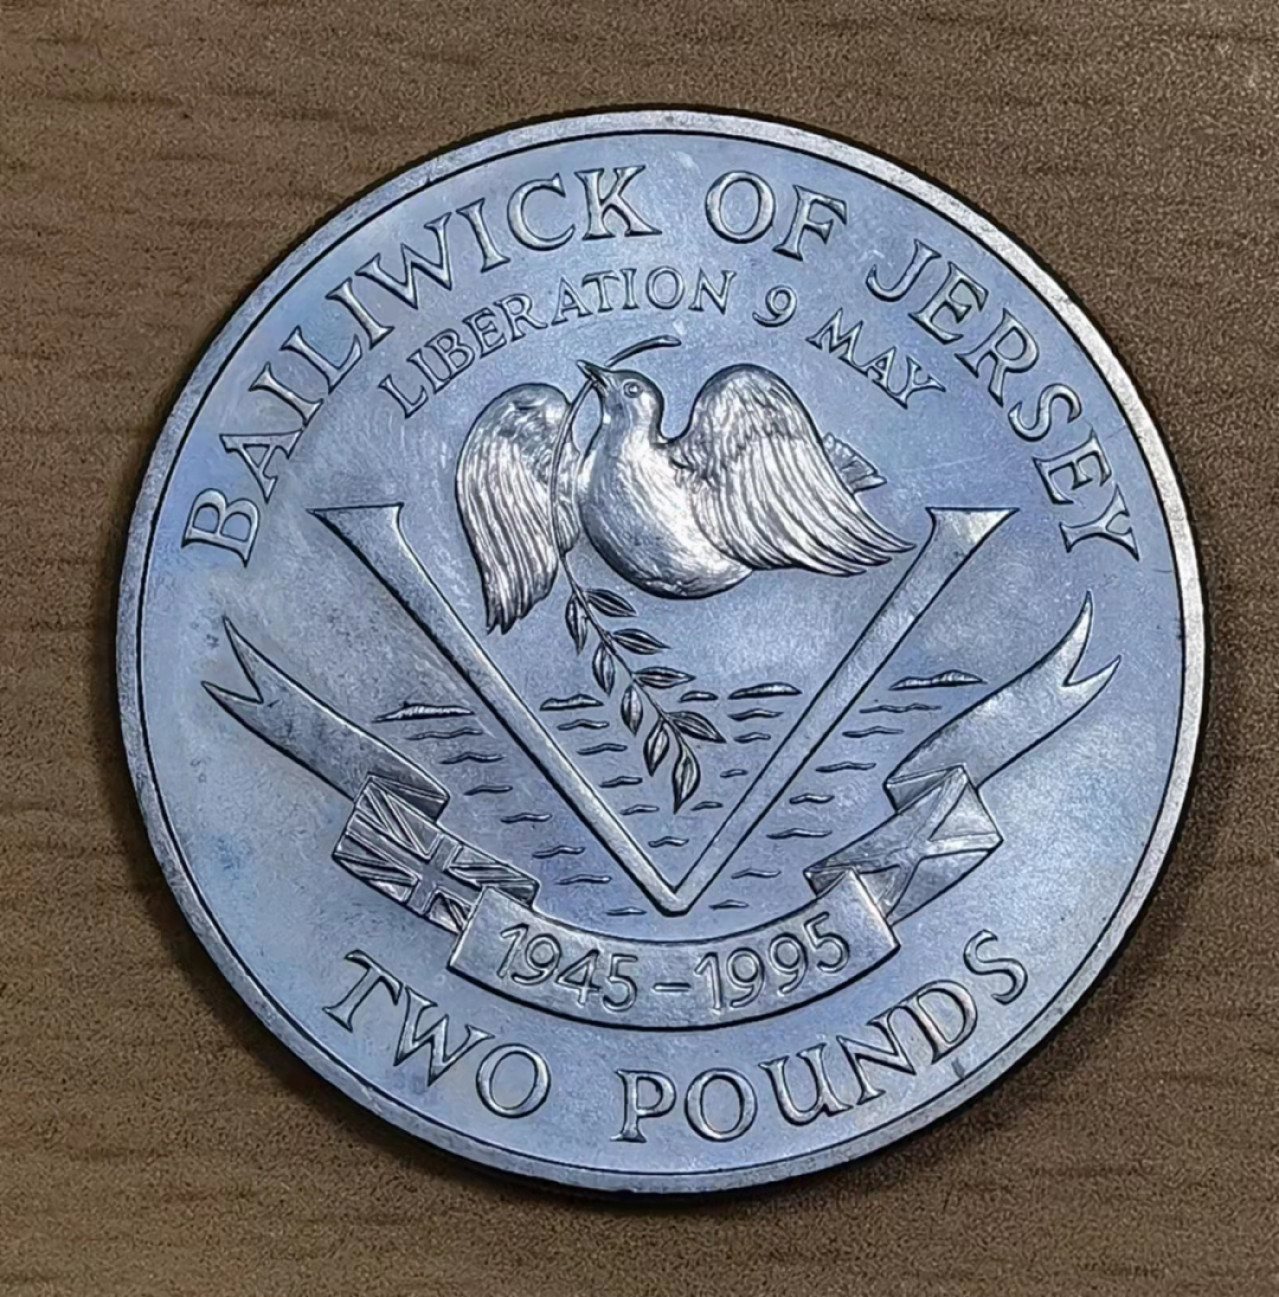 BAILIWICK OF JERSEY
LIBERATION 9 MAY
1945-1995
TWO POUNDS